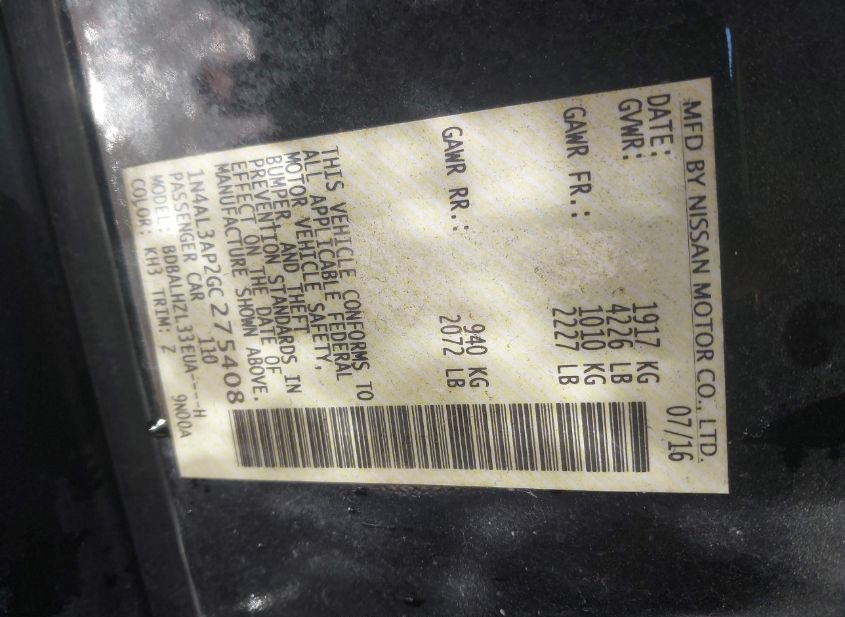 MFD BY NISSAN MOTOR CO., LTD.
DATE: 07/16
GVWR: 1917 KG
4226 LB
GAWR FR.: 1010 KG
2227 LB
GAWR RR.: 940 KG
2072 LB
THIS VEHICLE CONFORMS TO
ALL APPLICABLE FEDERAL
MOTOR VEHICLE SAFETY,
BUMPER, AND THEFT
PREVENTION STANDARDS IN
EFFECT ON THE DATE OF
MANUFACTURE SHOWN ABOVE.
1N4AL3AP2GC275408
PASSENGER CAR 110
MODEL: BDBALHZL33EUA----H
COLOR: KH3 TRIM: Z 9N00A